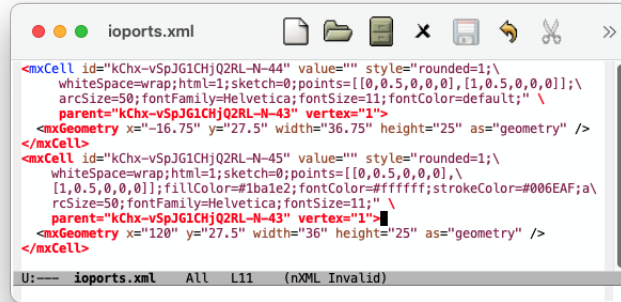 ioports.xml
<mxCell id="kChx-vSpJG1CHjQ2RL-N-44" value="" style="rounded=1;\
whiteSpace=wrap;html=1;sketch=0;points=[[0,0.5,0,0,0],[1,0.5,0,0,0]];\
arcSize=50;fontFamily=Helvetica;fontSize=11;fontColor=default;" \
parent="kChx-vSpJG1CHjQ2RL-N-43" vertex="1">
<mxGeometry x="-16.75" y="27.5" width="36.75" height="25" as="geometry" />
</mxCell>
<mxCell id="kChx-vSpJG1CHjQ2RL-N-45" value="" style="rounded=1;\
whiteSpace=wrap;html=1;sketch=0;points=[[0,0.5,0,0,0],\
[1,0.5,0,0,0]];fillColor=#1ba1e2;fontColor=#ffffff;strokeColor=#006EAF;a\
rcSize=50;fontFamily=Helvetica;fontSize=11;" \
parent="kChx-vSpJG1CHjQ2RL-N-43" vertex="1">
<mxGeometry x="120" y="27.5" width="36" height="25" as="geometry" />
</mxCell>
U:--- ioports.xml All L11 (nXML Invalid)